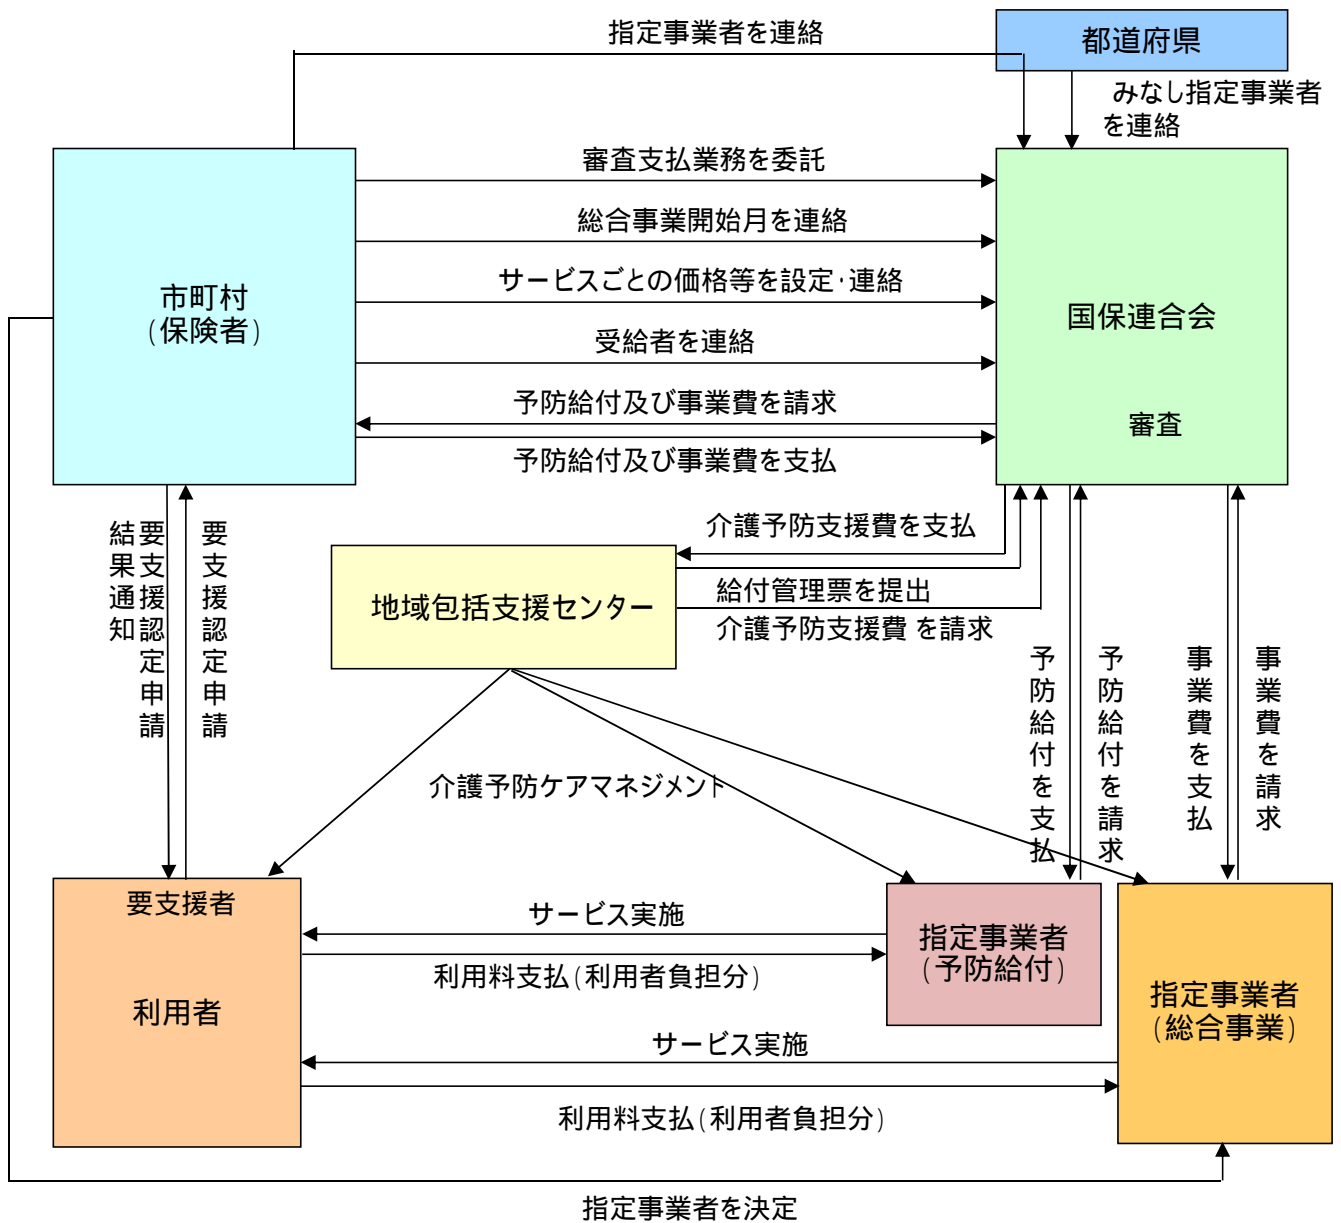 指定事業者を連絡
都道府県
みなし指定事業者
を連絡
審査支払業務を委託
総合事業開始月を連絡
サービスごとの価格等を設定・連絡
市町村
(保険者)
国保連合会
受給者を連絡
予防給付及び事業費を請求
審査
予防給付及び事業費を支払
要支援認定申請
結果通知
要支援認定申請
介護予防支援費を支払
地域包括支援センター
給付管理票を提出
介護予防支援費 を請求
予防給付を支払
予防給付を請求
事業費を支払
事業費を請求
介護予防ケアマネジメント
要支援者
利用者
サービス実施
利用料支払(利用者負担分)
指定事業者
(予防給付)
指定事業者
(総合事業)
サービス実施
利用料支払(利用者負担分)
指定事業者を決定